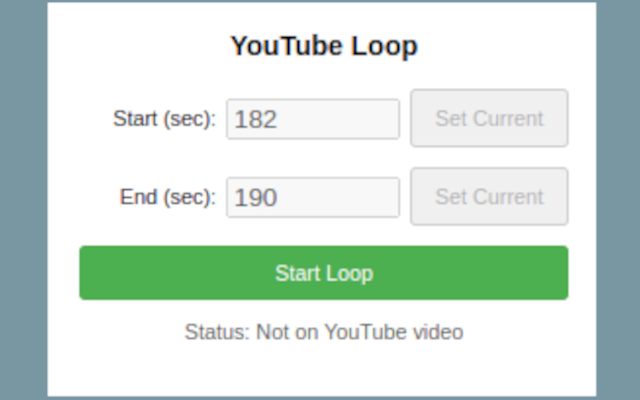 YouTube Loop
Start (sec): 182 Set Current
End (sec): 190 Set Current
Start Loop
Status: Not on YouTube video